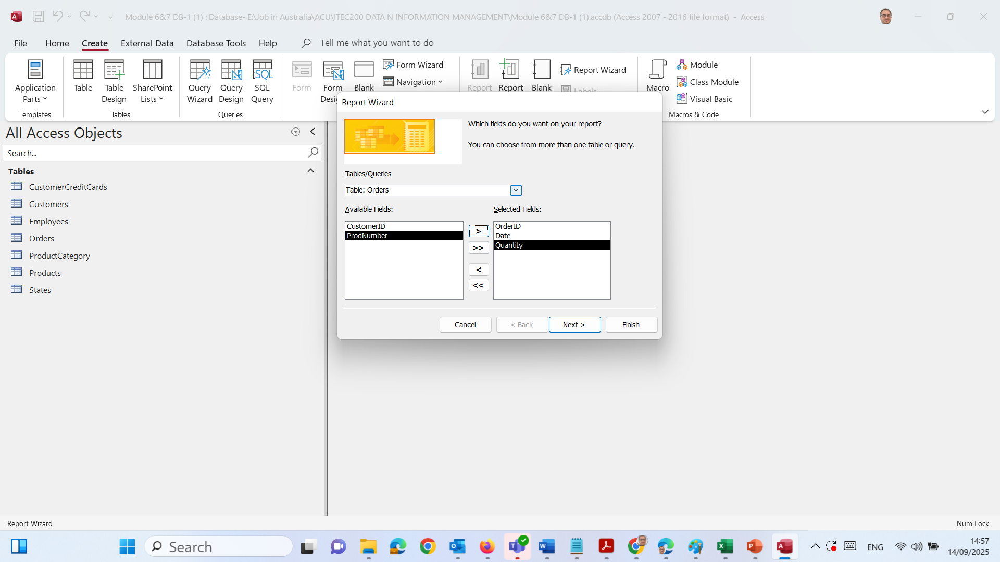 Module 6&7 DB-1 (1) : Database- E:\Job in Australia\ACU\ITEC200 DATA N INFORMATION MANAGEMENT\Module 6&7 DB-1 (1).accdb (Access 2007 - 2016 file format) - Access
File Home Create External Data Database Tools Help Tell me what you want to do
Application Parts
Table
Table Design
SharePoint Lists
Query Wizard
Query Design
SQL Query
Form
Form Desig
Blank
Form Wizard
Navigation
Report
Report
Blank
Report Wizard
Labels
Macro
Module
Class Module
Visual Basic
Templates
Tables
Queries
Macros & Code
All Access Objects
Search...
Tables
CustomerCreditCards
Customers
Employees
Orders
ProductCategory
Products
States
Report Wizard
Which fields do you want on your report?
You can choose from more than one table or query.
Tables/Queries
Table: Orders
Available Fields:
Selected Fields:
CustomerID
ProdNumber
>
>>
<
<<
OrderID
Date
Quantity
Cancel
< Back
Next >
Finish
Report Wizard
Num Lock
Search
ENG
14:57
14/09/2025